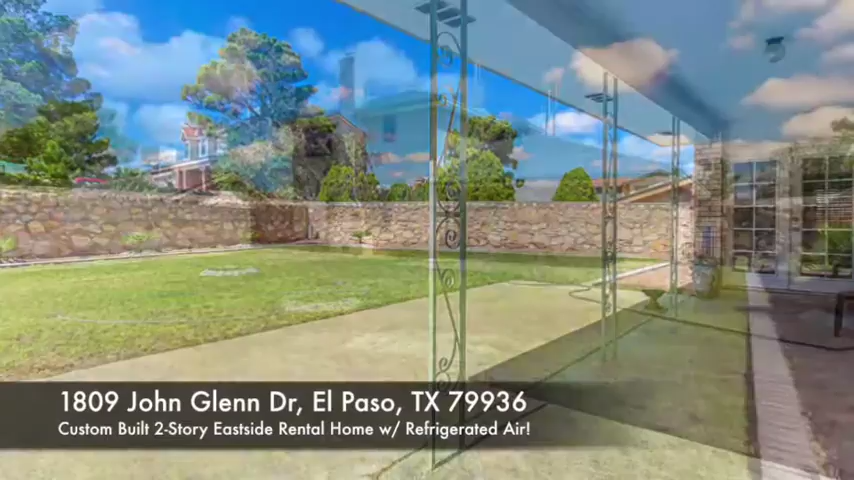 1809 John Glenn Dr, El Paso, TX 79936
Custom Built 2-Story Eastside Rental Home w/ Refrigerated Air!